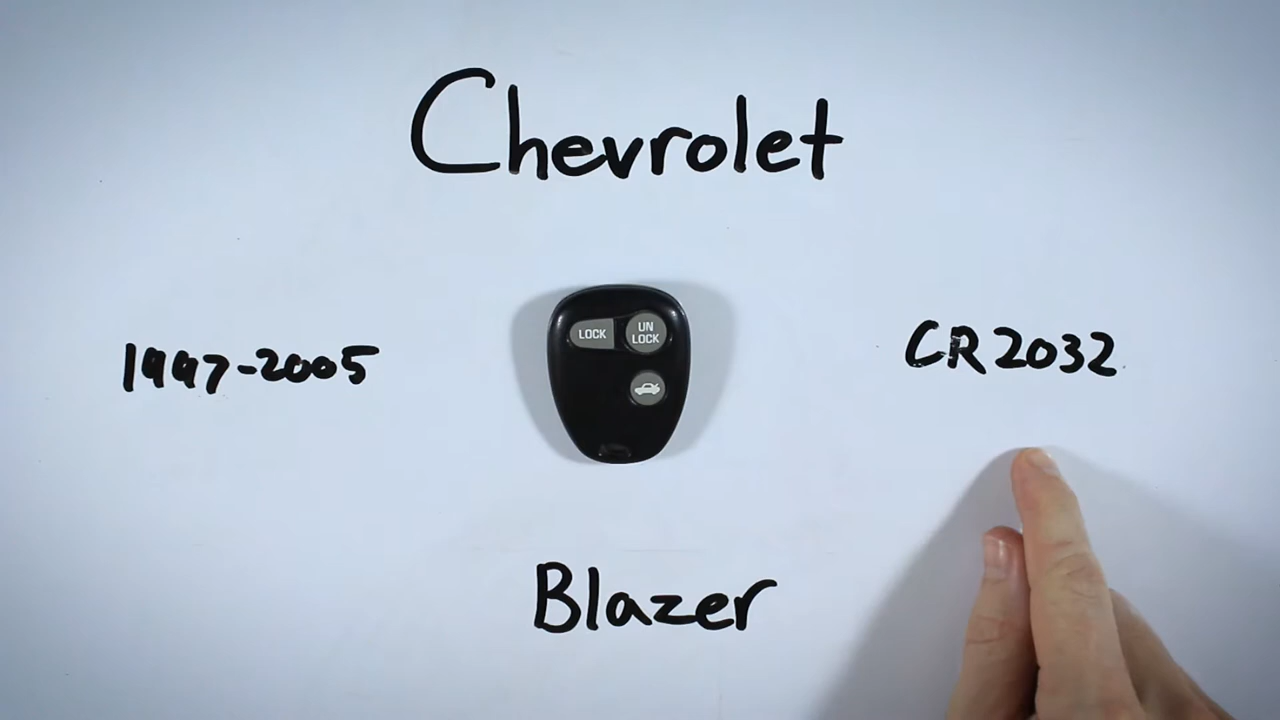 Chevrolet
1997-2005
LOCK
UN
LOCK
CR2032
Blazer